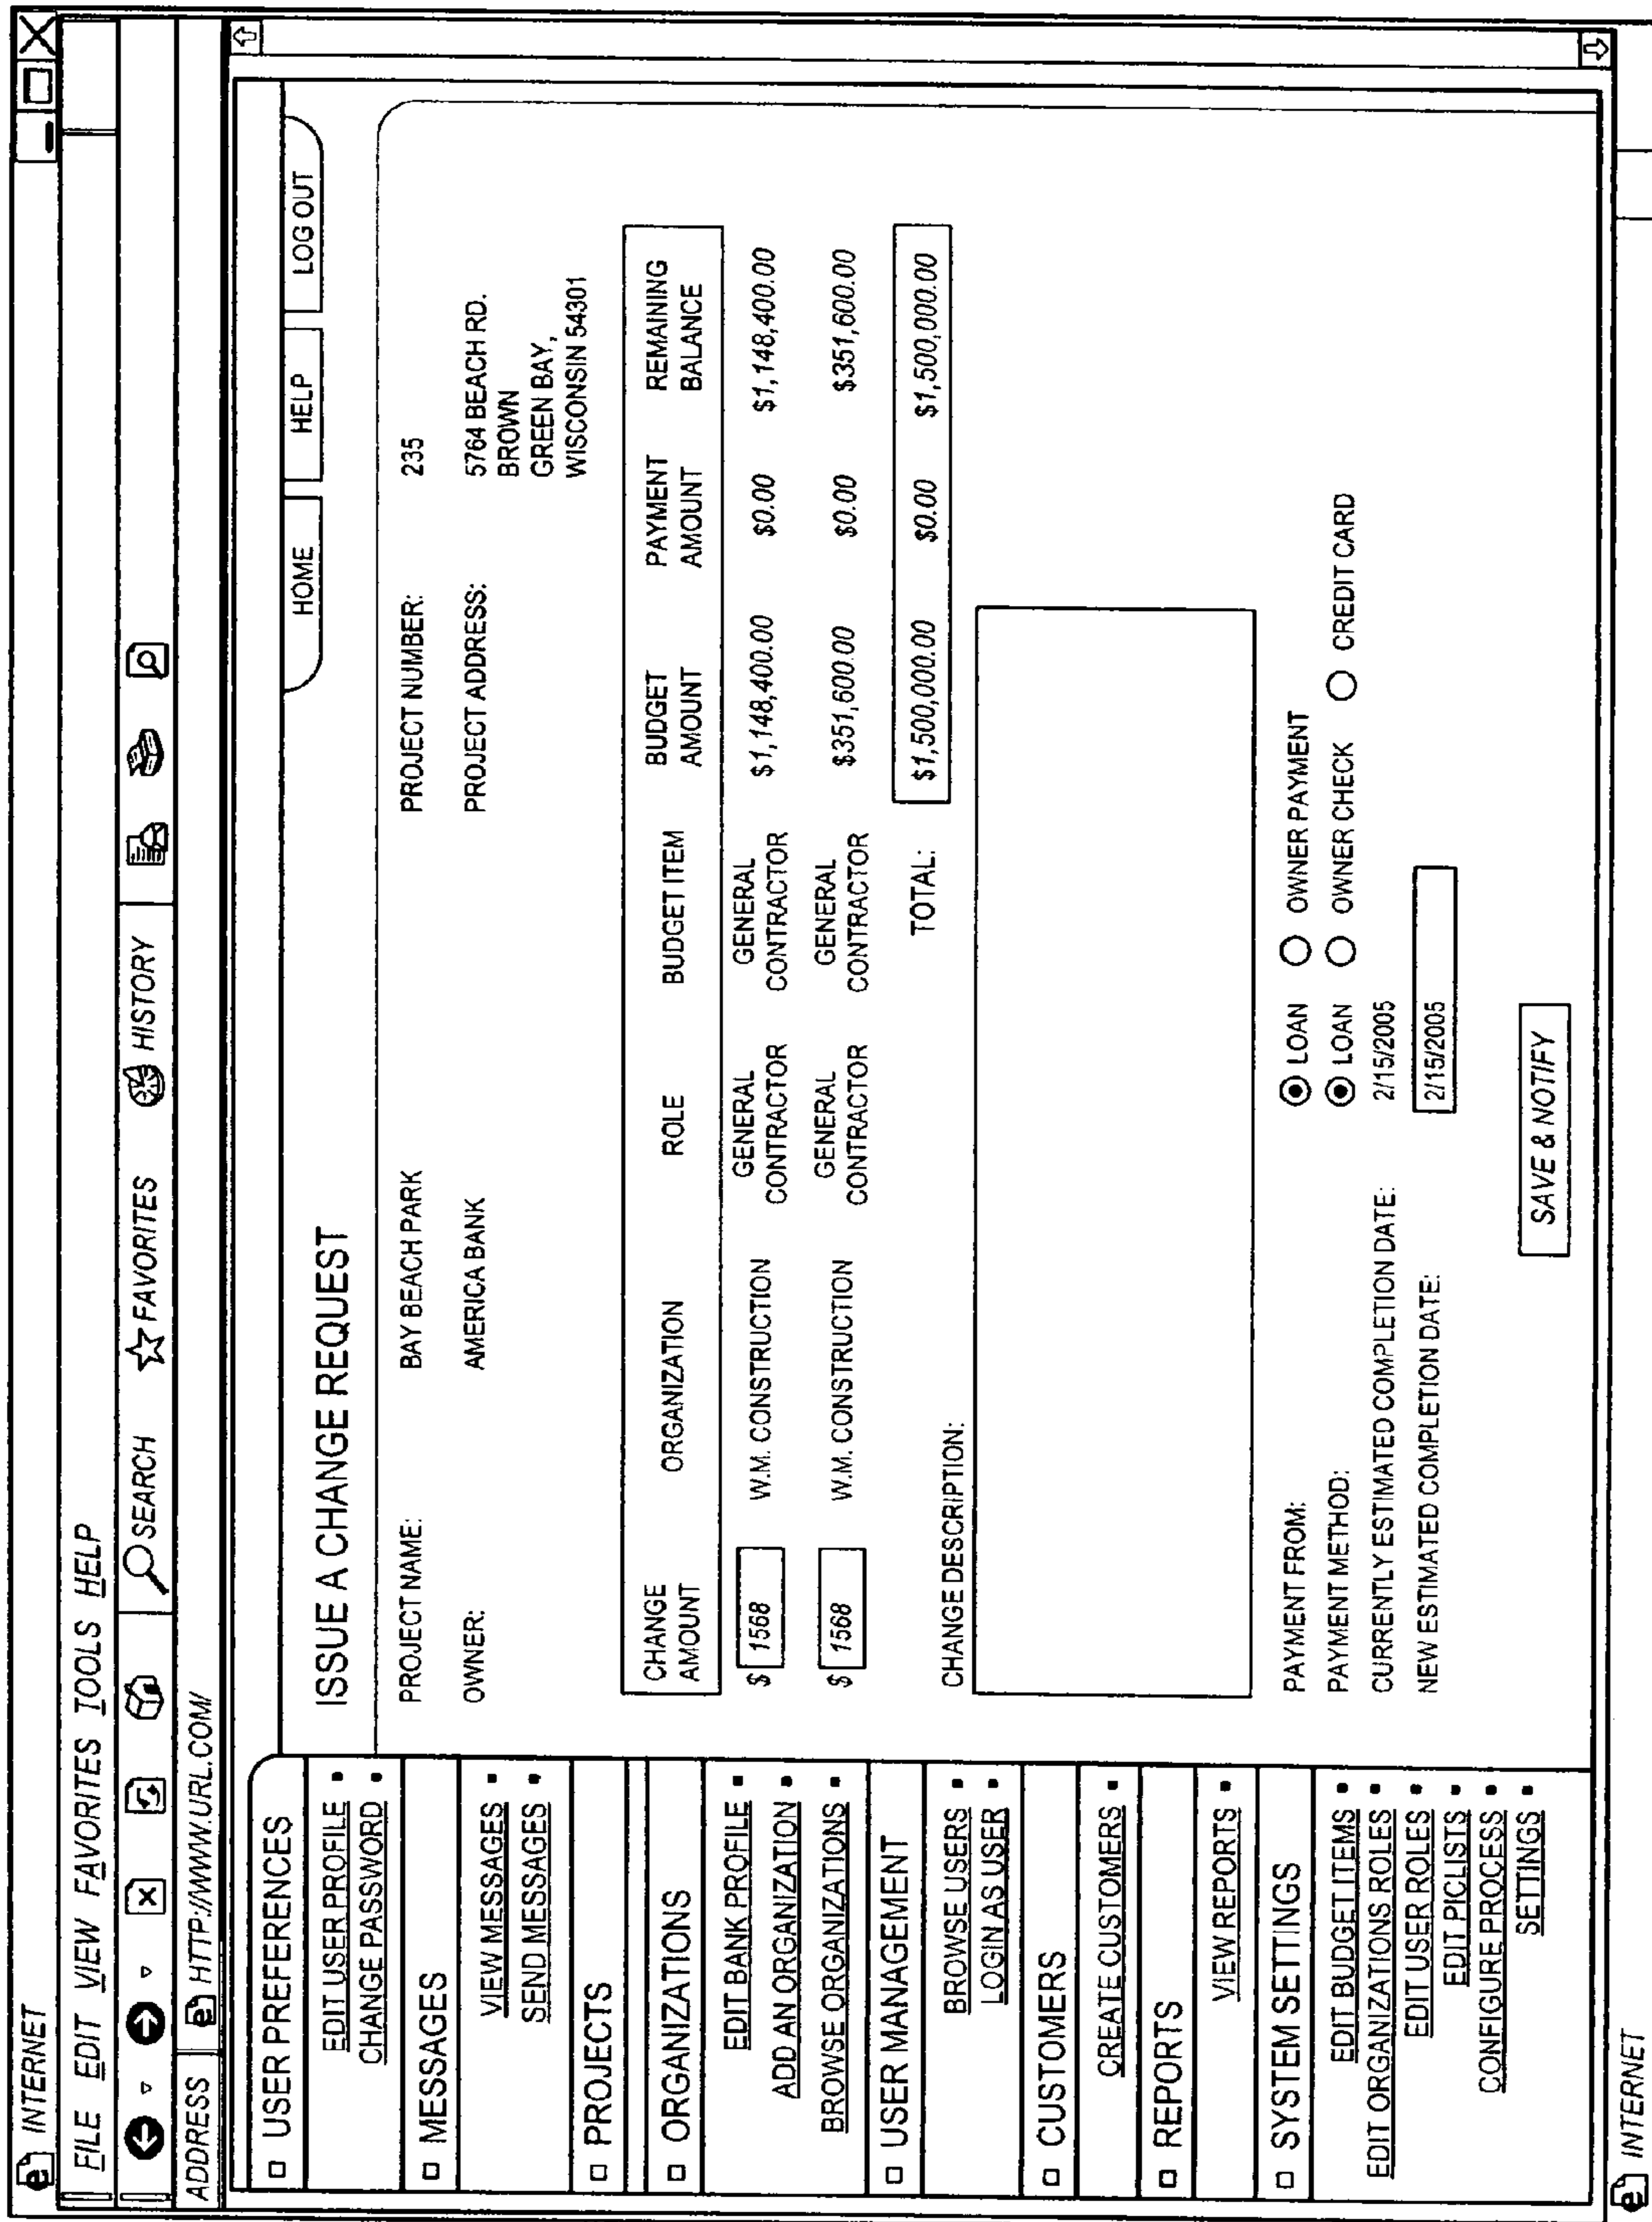 INTERNET
FILE EDIT VIEW FAVORITES TOOLS HELP
SEARCH FAVORITES HISTORY
ADDRESS HTTP://WWW.URL.COM/
USER PREFERENCES
EDIT USER PROFILE
CHANGE PASSWORD
MESSAGES
VIEW MESSAGES
SEND MESSAGES
PROJECTS
ORGANIZATIONS
EDIT BANK PROFILE
ADD AN ORGANIZATION
BROWSE ORGANIZATIONS
USER MANAGEMENT
BROWSE USERS
LOGIN AS USER
CUSTOMERS
CREATE CUSTOMERS
REPORTS
VIEW REPORTS
SYSTEM SETTINGS
EDIT BUDGET ITEMS
EDIT ORGANIZATIONS ROLES
EDIT USER ROLES
EDIT PICLISTS
CONFIGURE PROCESS
SETTINGS
HOME HELP LOG OUT
ISSUE A CHANGE REQUEST
PROJECT NAME: BAY BEACH PARK PROJECT NUMBER: 235
OWNER: AMERICA BANK PROJECT ADDRESS: 5764 BEACH RD.
BROWN
GREEN BAY,
WISCONSIN 54301
CHANGE ORGANIZATION ROLE BUDGET ITEM BUDGET PAYMENT REMAINING
AMOUNT AMOUNT AMOUNT BALANCE
$ 1568 W.M. CONSTRUCTION GENERAL GENERAL $1,148,400.00 $0.00 $1,148,400.00
CONTRACTOR CONTRACTOR
$ 1568 W.M. CONSTRUCTION GENERAL GENERAL $351,600.00 $0.00 $351,600.00
CONTRACTOR CONTRACTOR
TOTAL: $1,500,000.00 $0.00 $1,500,000.00
CHANGE DESCRIPTION:
PAYMENT FROM: LOAN OWNER PAYMENT
PAYMENT METHOD: LOAN OWNER CHECK CREDIT CARD
CURRENTLY ESTIMATED COMPLETION DATE: 2/15/2005
NEW ESTIMATED COMPLETION DATE: 2/15/2005
SAVE & NOTIFY
INTERNET